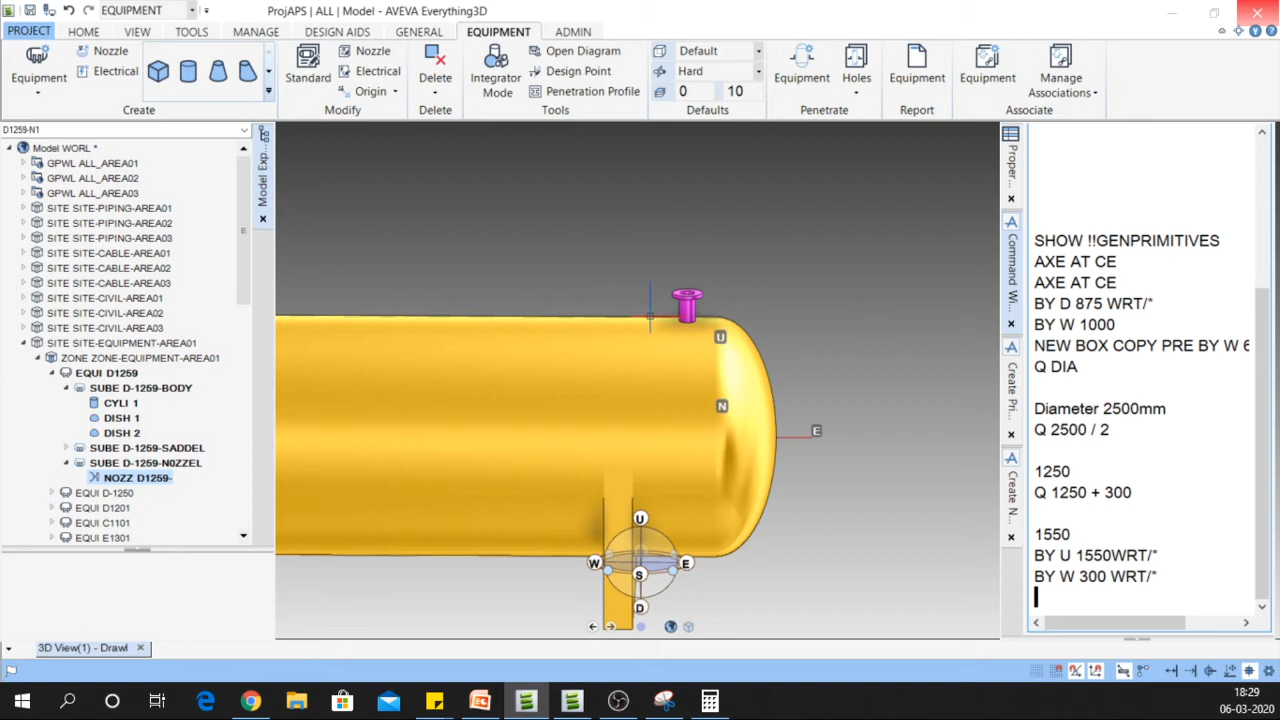 EQUIPMENT
ProjAPS | ALL | Model - AVEVA Everything3D
PROJECT HOME VIEW TOOLS MANAGE DESIGN AIDS GENERAL EQUIPMENT ADMIN
Equipment
Nozzle
Electrical
Create
Standard
Nozzle
Electrical
Origin
Modify
Delete
Delete
Integrator
Mode
Open Diagram
Design Point
Penetration Profile
Tools
Default
Hard
0 10
Defaults
Equipment Holes
Penetrate
Equipment
Report
Equipment
Manage
Associations
Associate
D1259-N1
Model WORL *
GPWL ALL_AREA01
GPWL ALL_AREA02
GPWL ALL_AREA03
SITE SITE-PIPING-AREA01
SITE SITE-PIPING-AREA02
SITE SITE-PIPING-AREA03
SITE SITE-CABLE-AREA01
SITE SITE-CABLE-AREA02
SITE SITE-CABLE-AREA03
SITE SITE-CIVIL-AREA01
SITE SITE-CIVIL-AREA02
SITE SITE-CIVIL-AREA03
SITE SITE-EQUIPMENT-AREA01
ZONE ZONE-EQUIPMENT-AREA01
EQUI D1259
SUBE D-1259-BODY
CYLI 1
DISH 1
DISH 2
SUBE D-1259-SADDEL
SUBE D-1259-N0ZZEL
NOZZ D1259-
EQUI D-1250
EQUI D1201
EQUI C1101
EQUI E1301
Model Exp...
U
N
E
U
W E
S
D
Proper...
Command Wi...
Create Pri...
Create N...
SHOW !!GENPRIMITIVES
AXE AT CE
AXE AT CE
BY D 875 WRT/*
BY W 1000
NEW BOX COPY PRE BY W 6
Q DIA
Diameter 2500mm
Q 2500 / 2
1250
Q 1250 + 300
1550
BY U 1550WRT/*
BY W 300 WRT/*
3D View(1) - Drawl
18:29
06-03-2020